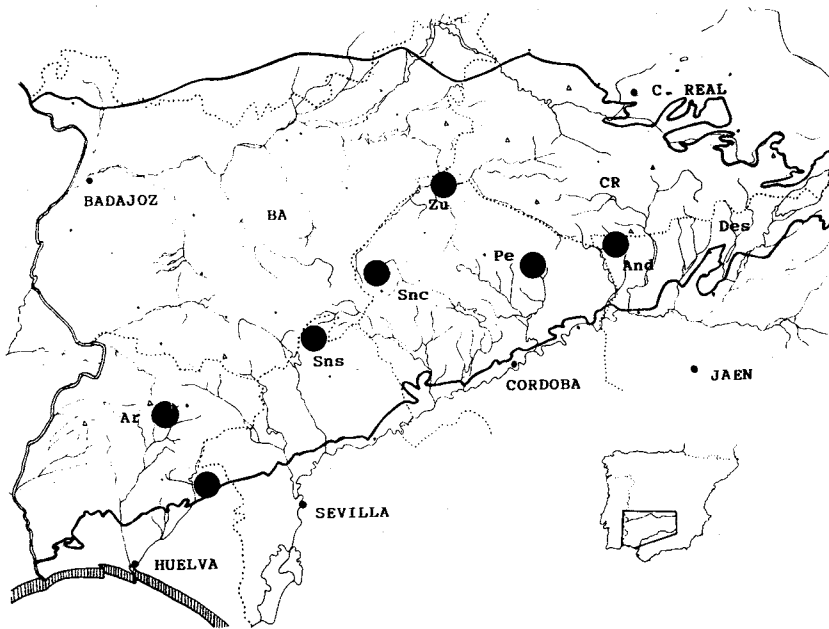 C. REAL
BADAJOZ
CR
Zu
BA
Des
Pe
And
Snc
Sns
CORDOBA
JAEN
Ar
SEVILLA
HUELVA